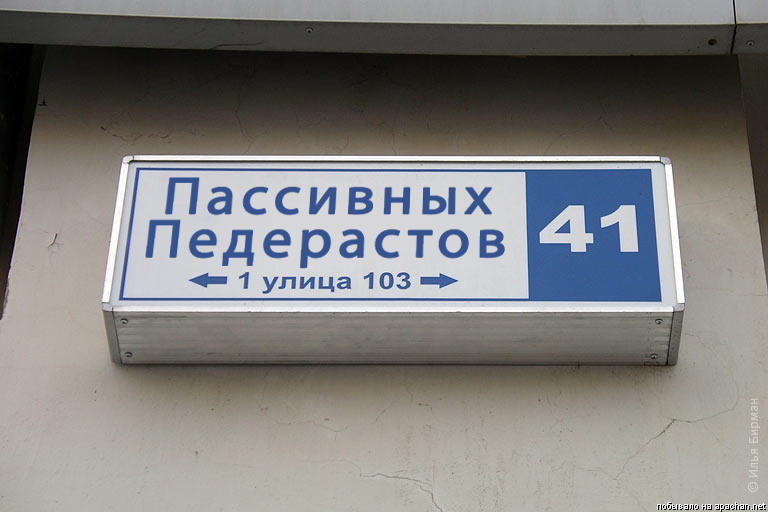 Пассивных
Педерастов
← 1 улица 103 →
41
© Илья Бирман
побывало на apachan.net